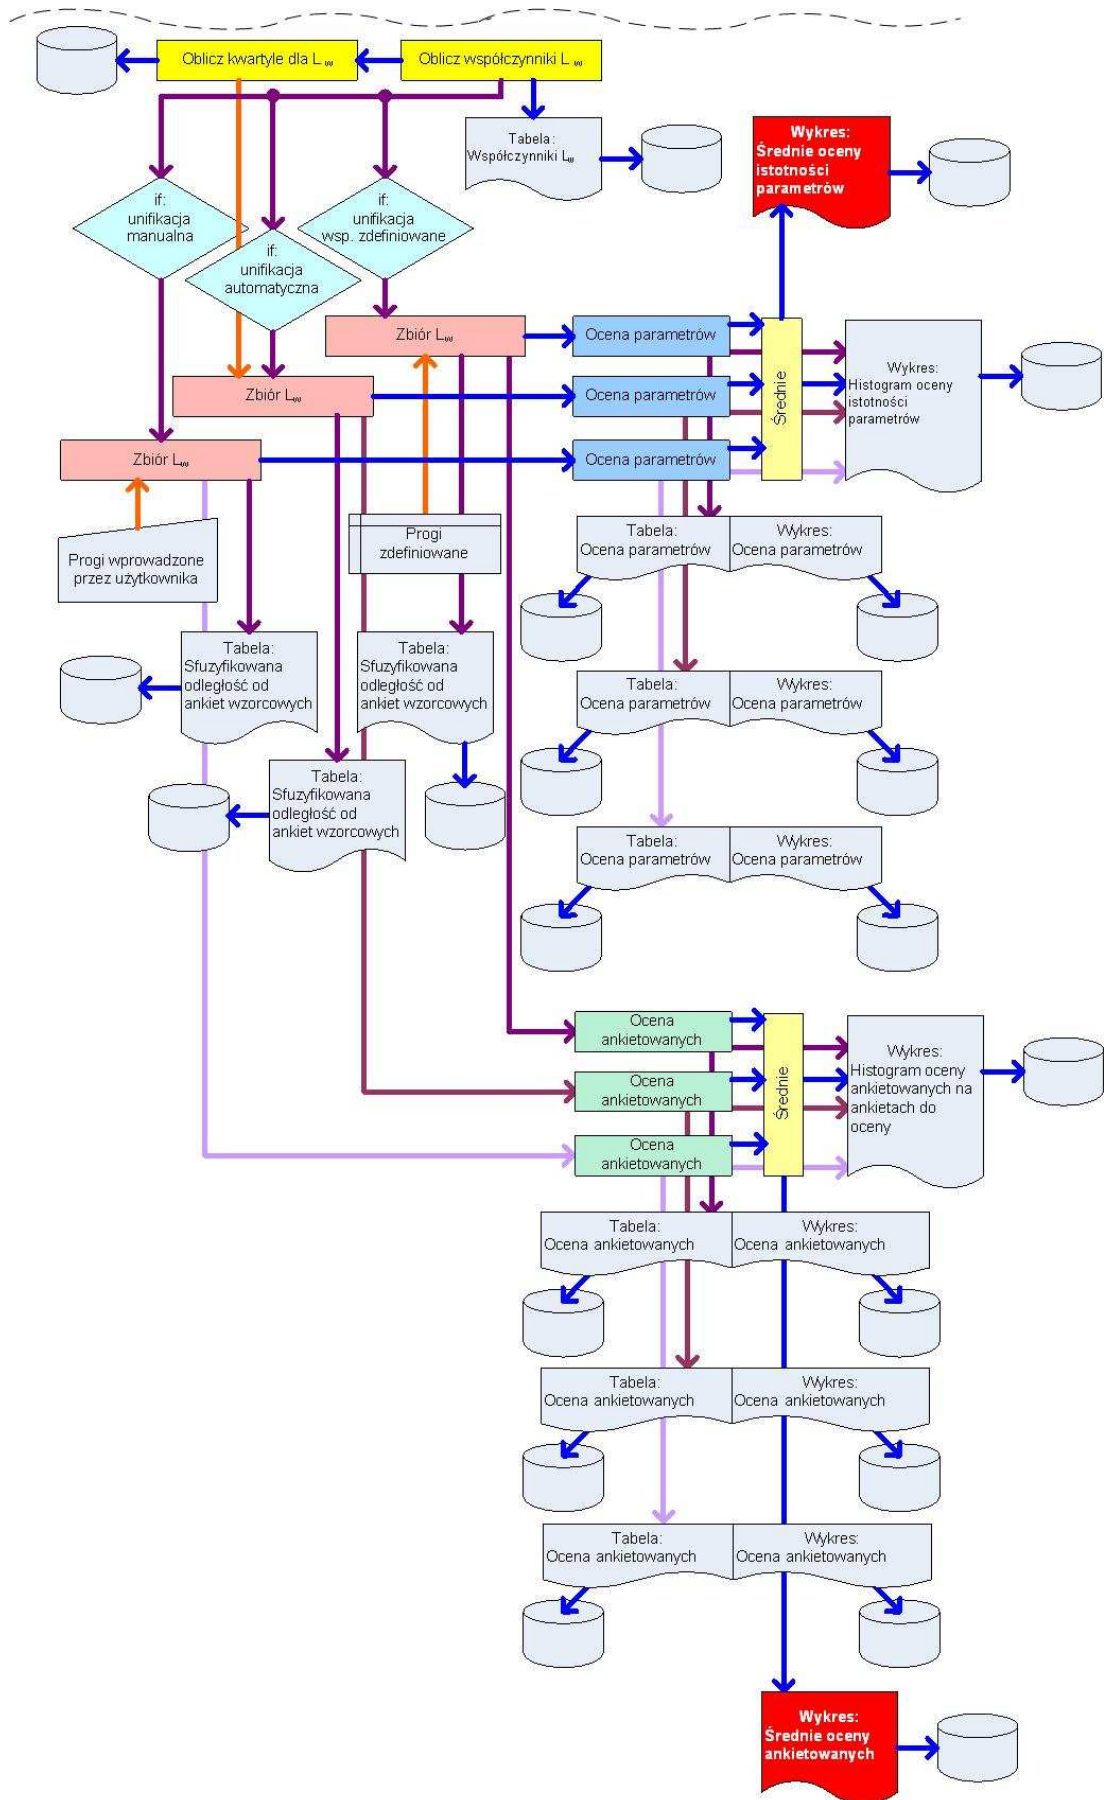 Oblicz kwartyle dla L w
Oblicz współczynniki L w
Tabela:
Współczynniki Lw
Wykres:
Średnie oceny
istotności
parametrów
if:
unifikacja
manualna
if:
unifikacja
wsp. zdefiniowane
if:
unifikacja
automatyczna
Zbiór Lw
Ocena parametrów
Zbiór Lw
Ocena parametrów
Zbiór Lw
Ocena parametrów
Średnie
Wykres:
Histogram oceny
istotności
parametrów
Progi wprowadzone
przez użytkownika
Progi
zdefiniowane
Tabela:
Ocena parametrów
Wykres:
Ocena parametrów
Tabela:
Sfuzyfikowana
odległość od
ankiet wzorcowych
Tabela:
Sfuzyfikowana
odległość od
ankiet wzorcowych
Tabela:
Ocena parametrów
Wykres:
Ocena parametrów
Tabela:
Sfuzyfikowana
odległość od
ankiet wzorcowych
Tabela:
Ocena parametrów
Wykres:
Ocena parametrów
Ocena
ankietowanych
Ocena
ankietowanych
Ocena
ankietowanych
Średnie
Wykres:
Histogram oceny
ankietowanych na
ankietach do
oceny
Tabela:
Ocena ankietowanych
Wykres:
Ocena ankietowanych
Tabela:
Ocena ankietowanych
Wykres:
Ocena ankietowanych
Tabela:
Ocena ankietowanych
Wykres:
Ocena ankietowanych
Wykres:
Średnie oceny
ankietowanych